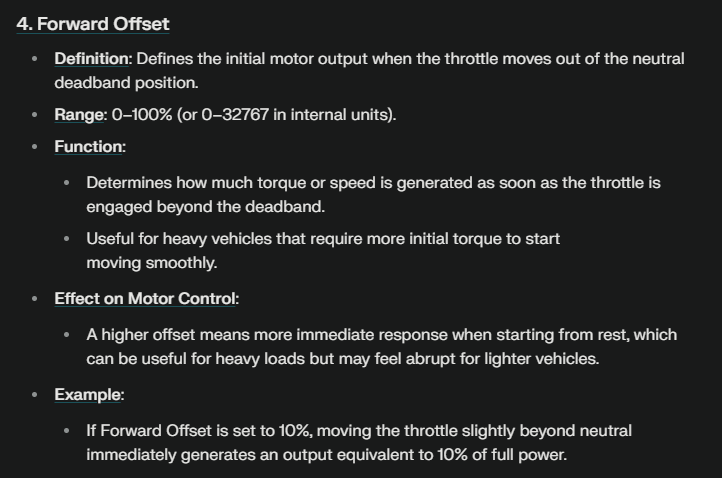 4. Forward Offset
• Definition: Defines the initial motor output when the throttle moves out of the neutral
deadband position.
• Range: 0–100% (or 0–32767 in internal units).
• Function:
• Determines how much torque or speed is generated as soon as the throttle is
engaged beyond the deadband.
• Useful for heavy vehicles that require more initial torque to start
moving smoothly.
• Effect on Motor Control:
• A higher offset means more immediate response when starting from rest, which
can be useful for heavy loads but may feel abrupt for lighter vehicles.
• Example:
• If Forward Offset is set to 10%, moving the throttle slightly beyond neutral
immediately generates an output equivalent to 10% of full power.